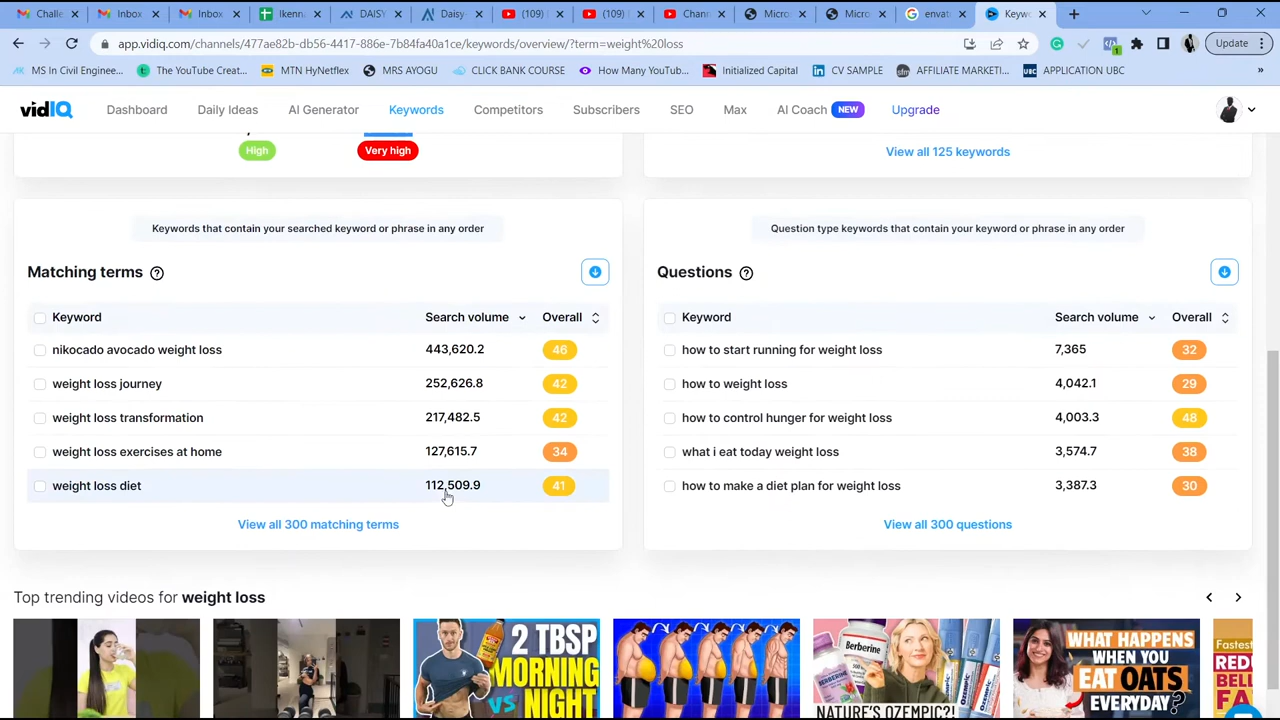 Challe
Inbox
Inbox
Ikenna
DAISY
Daisy-
(109)
(109)
Chann
Micro
Micro
envate
Keywo
app.vidiq.com/channels/477ae82b-db56-4417-886e-7b84fa40a1ce/keywords/overview/?term=weight%20loss
1
Update
MS In Civil Enginee...
The YouTube Creat...
MTN HyNetflex
MRS AYOGU
CLICK BANK COURSE
How Many YouTub...
Initialized Capital
CV SAMPLE
AFFILIATE MARKETI...
APPLICATION UBC
»
vidIQ
Dashboard
Daily Ideas
AI Generator
Keywords
Competitors
Subscribers
SEO
Max
AI Coach NEW
Upgrade
High
Very high
View all 125 keywords
Keywords that contain your searched keyword or phrase in any order
Matching terms
Keyword Search volume Overall
nikocado avocado weight loss 443,620.2 46
weight loss journey 252,626.8 42
weight loss transformation 217,482.5 42
weight loss exercises at home 127,615.7 34
weight loss diet 112,509.9 41
View all 300 matching terms
Question type keywords that contain your keyword or phrase in any order
Questions
Keyword Search volume Overall
how to start running for weight loss 7,365 32
how to weight loss 4,042.1 29
how to control hunger for weight loss 4,003.3 48
what i eat today weight loss 3,574.7 38
how to make a diet plan for weight loss 3,387.3 30
View all 300 questions
Top trending videos for weight loss
2 TBSP
MORNING
VS NIGHT
Berberine
OZEMPIC
NATURE'S OZEMPIC?!
WHAT HAPPENS
WHEN YOU
EAT OATS
EVERYDAY?
Fastes
RED
BEL
FA